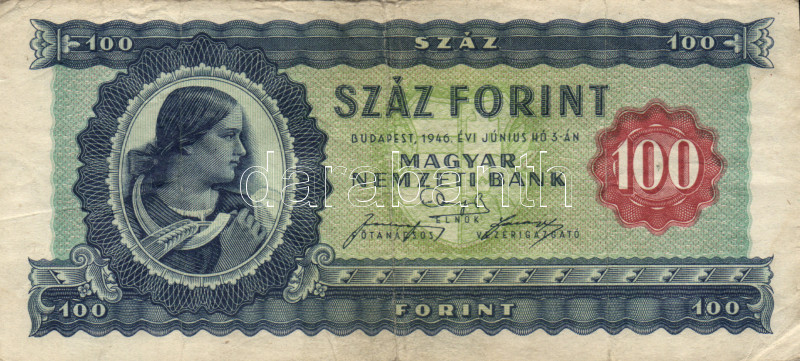 100 SZÁZ 100
SZÁZ FORINT
BUDAPEST, 1946. ÉVI JÚNIUS HÓ 3-ÁN
MAGYAR
NEMZETI BANK
100
darabanth
ELNÖK
FŐTANÁCSOS VEZÉRIGAZGATÓ
100 FORINT 100